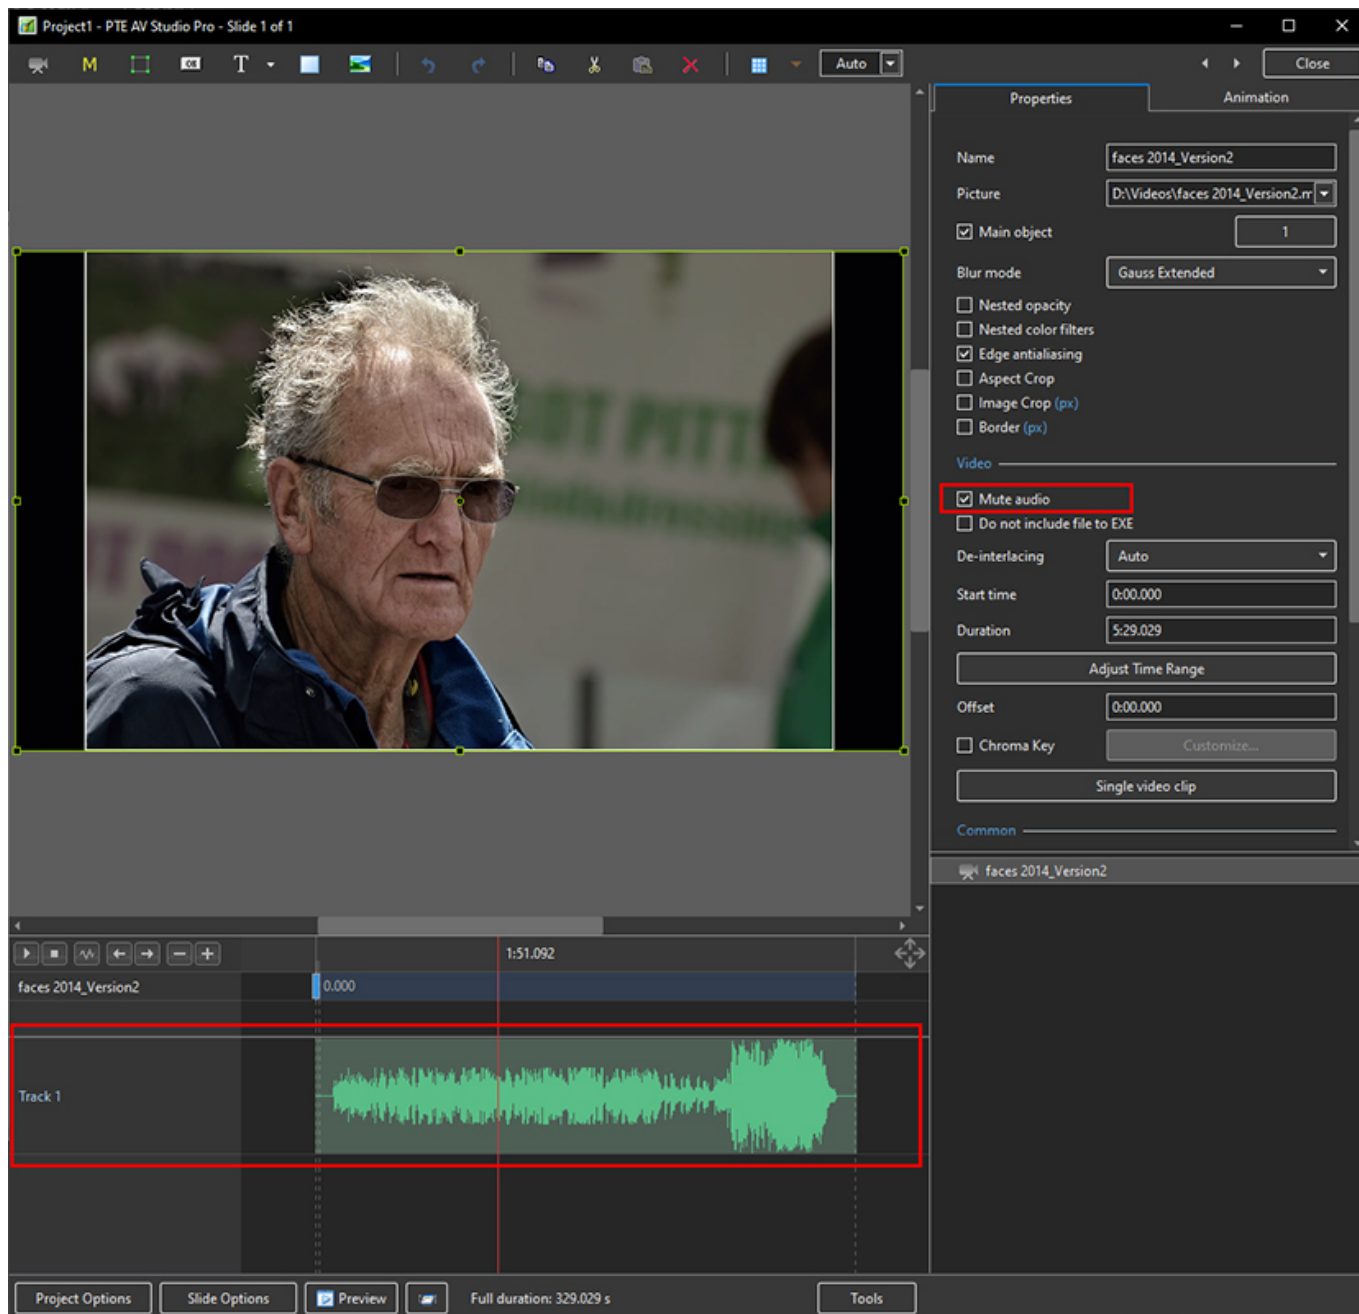 Project1 - PTE AV Studio Pro - Slide 1 of 1
M
OK
T
Auto
Close
Properties
Animation
Name
faces 2014_Version2
Picture
D:\Videos\faces 2014_Version2.m
Main object
1
Blur mode
Gauss Extended
Nested opacity
Nested color filters
Edge antialiasing
Aspect Crop
Image Crop (px)
Border (px)
Video
Mute audio
Do not include file to EXE
De-interlacing
Auto
Start time
0:00.000
Duration
5:29.029
Adjust Time Range
Offset
0:00.000
Chroma Key
Customize...
Single video clip
Common
faces 2014_Version2
1:51.092
faces 2014_Version2
0.000
Track 1
Project Options
Slide Options
Preview
Full duration: 329.029 s
Tools